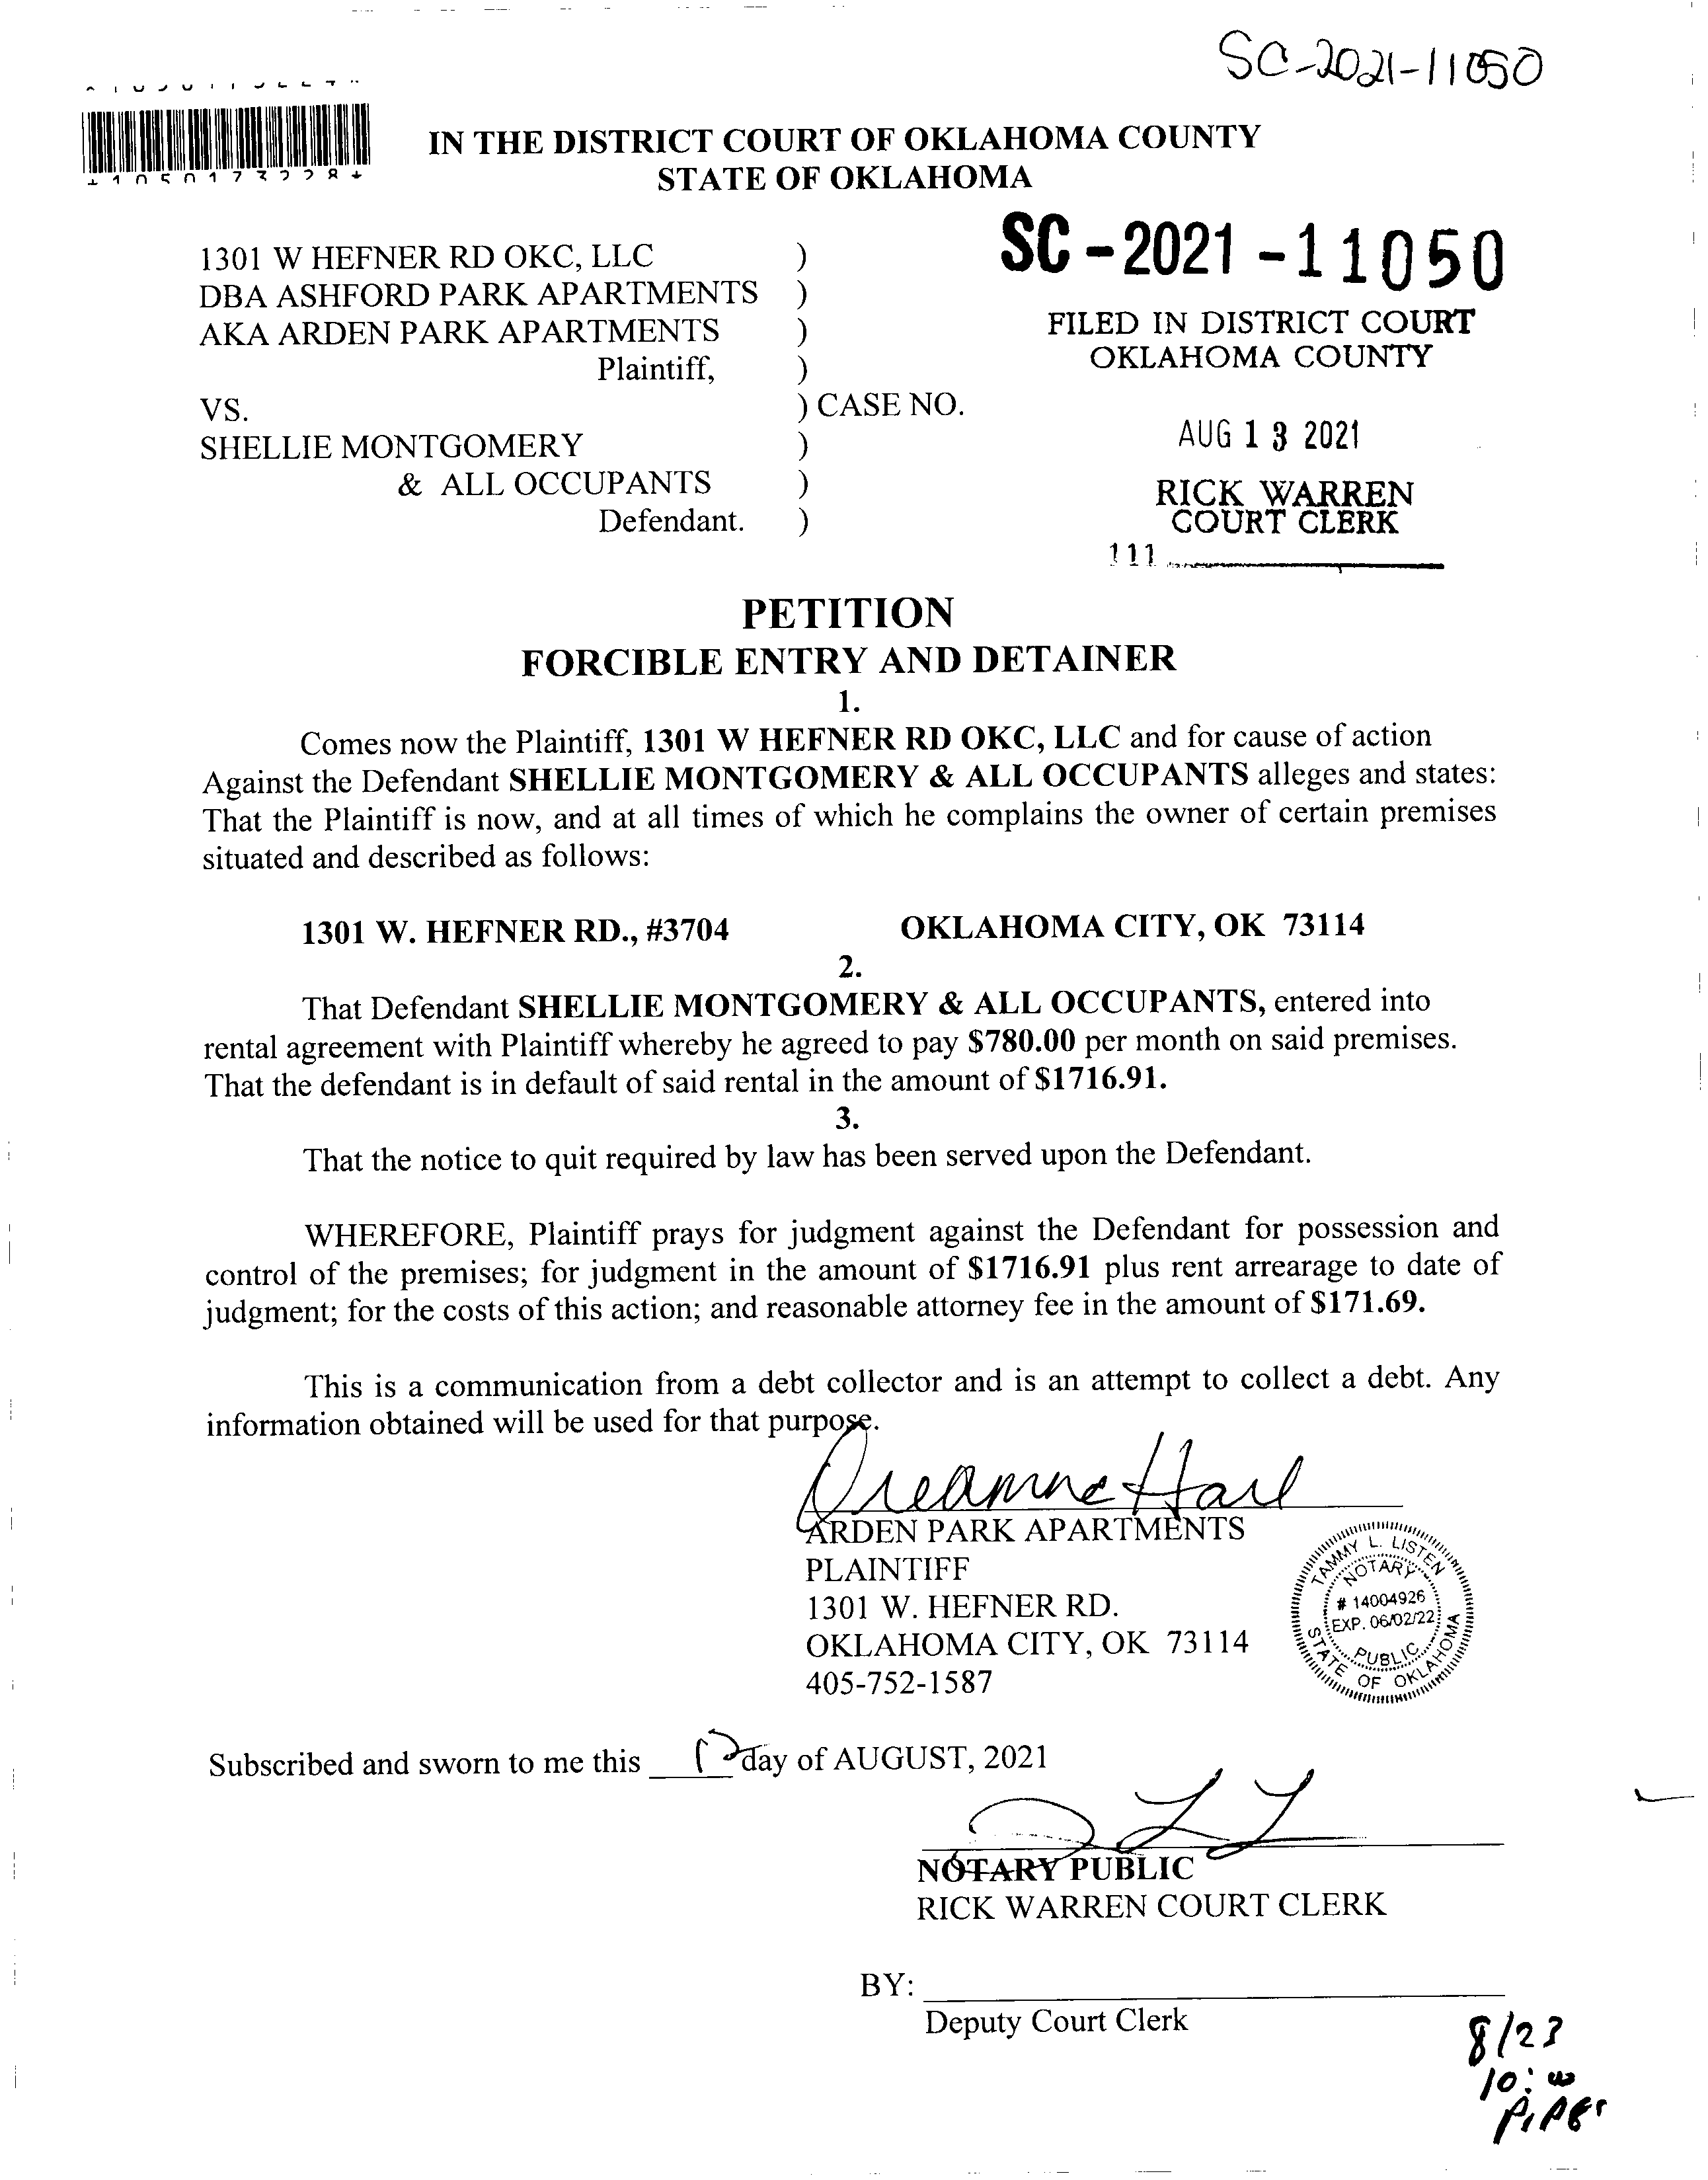 SC-2021-11050
IN THE DISTRICT COURT OF OKLAHOMA COUNTY
STATE OF OKLAHOMA
1301 W HEFNER RD OKC, LLC )
DBA ASHFORD PARK APARTMENTS )
AKA ARDEN PARK APARTMENTS )
Plaintiff, )
VS. ) CASE NO.
SHELLIE MONTGOMERY )
& ALL OCCUPANTS )
Defendant. )
SC-2021-11050
FILED IN DISTRICT COURT
OKLAHOMA COUNTY
AUG 13 2021
RICK WARREN
COURT CLERK
111
PETITION
FORCIBLE ENTRY AND DETAINER
1.
Comes now the Plaintiff, 1301 W HEFNER RD OKC, LLC and for cause of action
Against the Defendant SHELLIE MONTGOMERY & ALL OCCUPANTS alleges and states:
That the Plaintiff is now, and at all times of which he complains the owner of certain premises
situated and described as follows:
1301 W. HEFNER RD., #3704 OKLAHOMA CITY, OK 73114
2.
That Defendant SHELLIE MONTGOMERY & ALL OCCUPANTS, entered into
rental agreement with Plaintiff whereby he agreed to pay $780.00 per month on said premises.
That the defendant is in default of said rental in the amount of $1716.91.
3.
That the notice to quit required by law has been served upon the Defendant.
WHEREFORE, Plaintiff prays for judgment against the Defendant for possession and
control of the premises; for judgment in the amount of $1716.91 plus rent arrearage to date of
judgment; for the costs of this action; and reasonable attorney fee in the amount of $171.69.
This is a communication from a debt collector and is an attempt to collect a debt. Any
information obtained will be used for that purpose.
ARDEN PARK APARTMENTS
PLAINTIFF
1301 W. HEFNER RD.
OKLAHOMA CITY, OK 73114
405-752-1587
TAMMY L. LISTEN
NOTARY
# 14004926
EXP. 06/02/22
PUBLIC
STATE OF OKLAHOMA
Subscribed and sworn to me this day of AUGUST, 2021
NOTARY PUBLIC
RICK WARREN COURT CLERK
BY:
Deputy Court Clerk
8/23
10:00